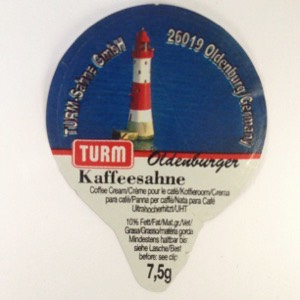 TURM-Sahne GmbH
26019 Oldenburg/Germany
TURM
Oldenburger
Kaffeesahne
Coffee Cream/Crème pour le café/Koffieroom/Crema
para café/Panna per caffè/Nata para Café
Ultrahocherhitzt/UHT
10% Fett/Fat/Mat.gr./Vet/
Grasa/Grasso/matéria gorda
Mindestens haltbar bis:
siehe Lasche/Best
before: see clip
7,5g